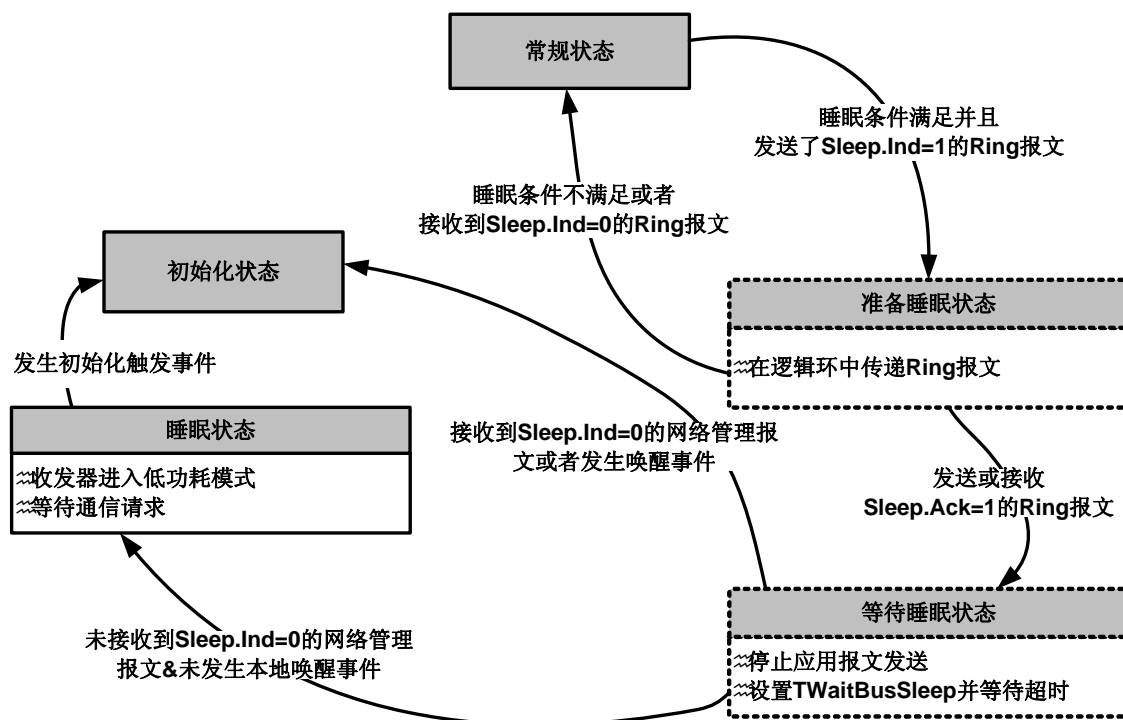 常规状态
睡眠条件满足并且
发送了Sleep.Ind=1的Ring报文
睡眠条件不满足或者
接收到Sleep.Ind=0的Ring报文
初始化状态
准备睡眠状态
在逻辑环中传递Ring报文
发生初始化触发事件
睡眠状态
收发器进入低功耗模式
等待通信请求
接收到Sleep.Ind=0的网络管理报
文或者发生唤醒事件
发送或接收
Sleep.Ack=1的Ring报文
等待睡眠状态
停止应用报文发送
设置TWaitBusSleep并等待超时
未接收到Sleep.Ind=0的网络管理
报文&未发生本地唤醒事件